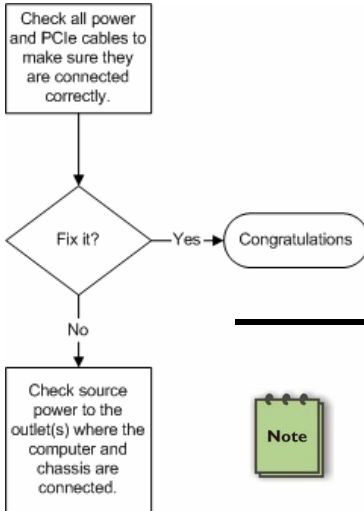 Check all power
and PCIe cables to
make sure they
are connected
correctly.
Fix it?
Yes
Congratulations
No
Check source
power to the
outlet(s) where the
computer and
chassis are
connected.
Note